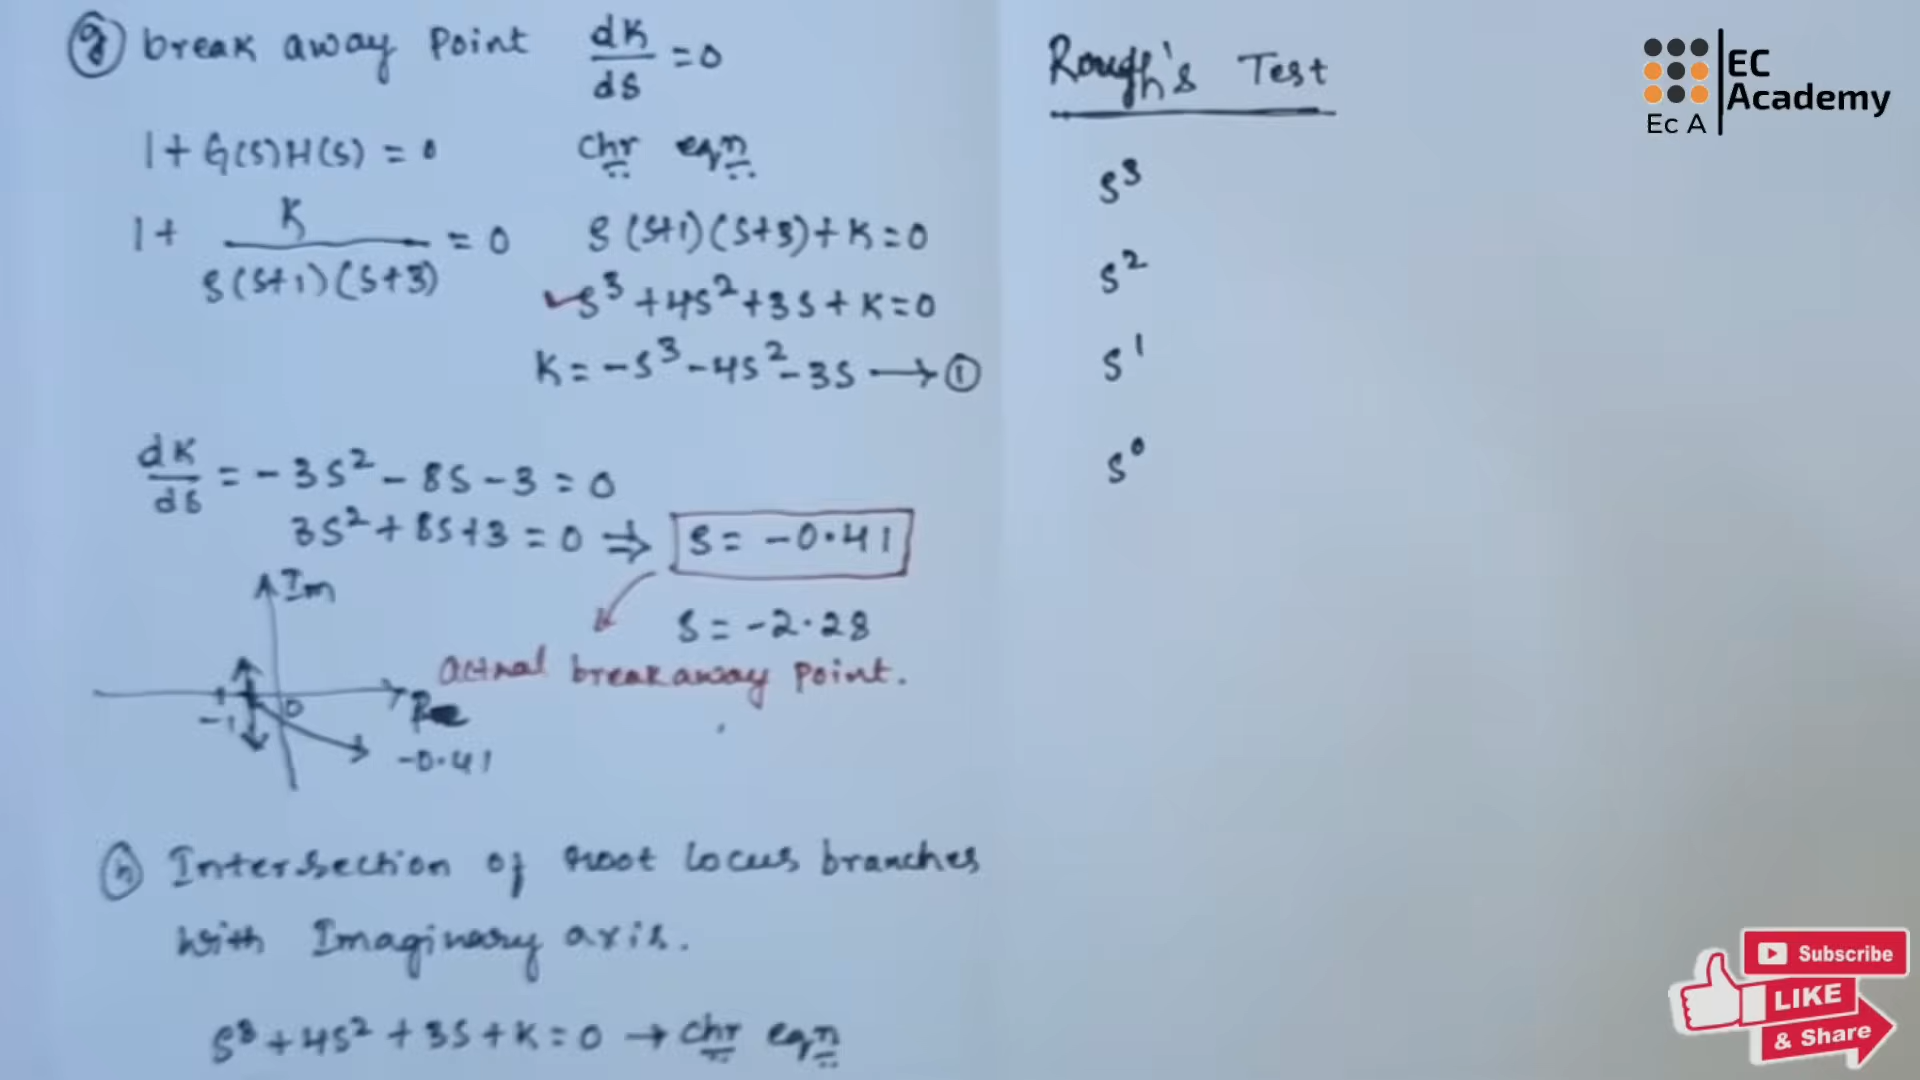 g break away Point dK/ds = 0
1 + G(s)H(s) = 0 chr eqn
1 + K/s(s+1)(s+3) = 0 s(s+1)(s+3)+K=0
s³ + 4s² + 3s + K = 0
K = -s³ - 4s² - 3s → ①
dK/ds = -3s² - 8s - 3 = 0
3s² + 8s + 3 = 0 ⇒ s = -0.41
s = -2.28
Actual breakaway point.
Im
-1 0 Re
-0.41
h Intersection of root locus branches
with Imaginary axis.
s³ + 4s² + 3s + K = 0 → chr eqn
Rough's Test
s³
s²
s¹
s⁰
EC
Academy
Ec A
Subscribe
LIKE
& Share